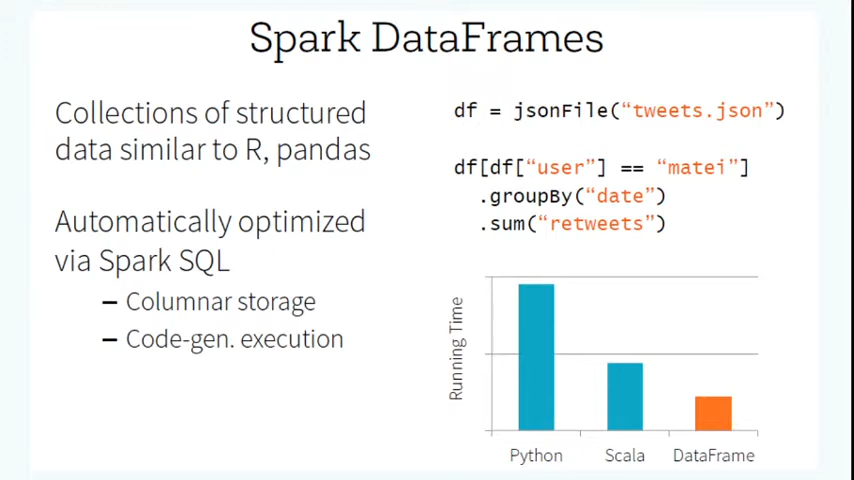 Spark DataFrames
Collections of structured
data similar to R, pandas
Automatically optimized
via Spark SQL
– Columnar storage
– Code-gen. execution
df = jsonFile(“tweets.json”)
df[df[“user”] == “matei”]
.groupBy(“date”)
.sum(“retweets”)
Running Time
Python Scala DataFrame